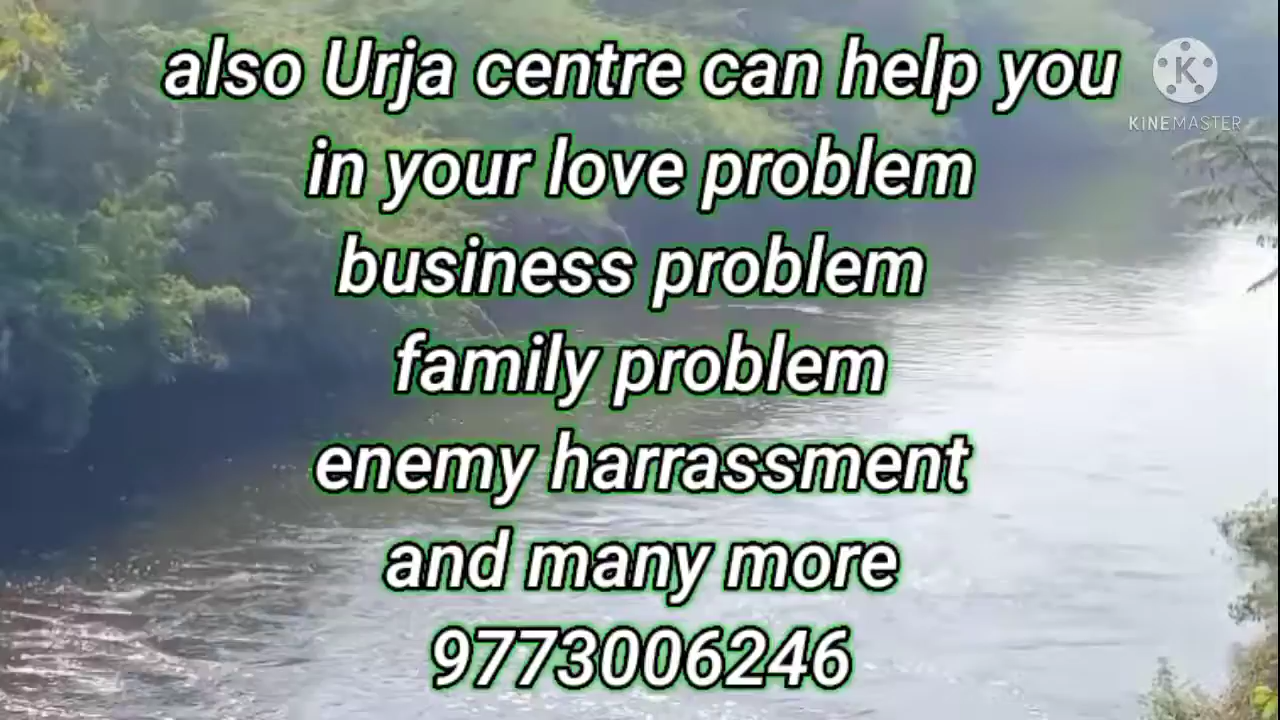 also Urja centre can help you
K
KINEMASTER
in your love problem
business problem
family problem
enemy harrassment
and many more
9773006246